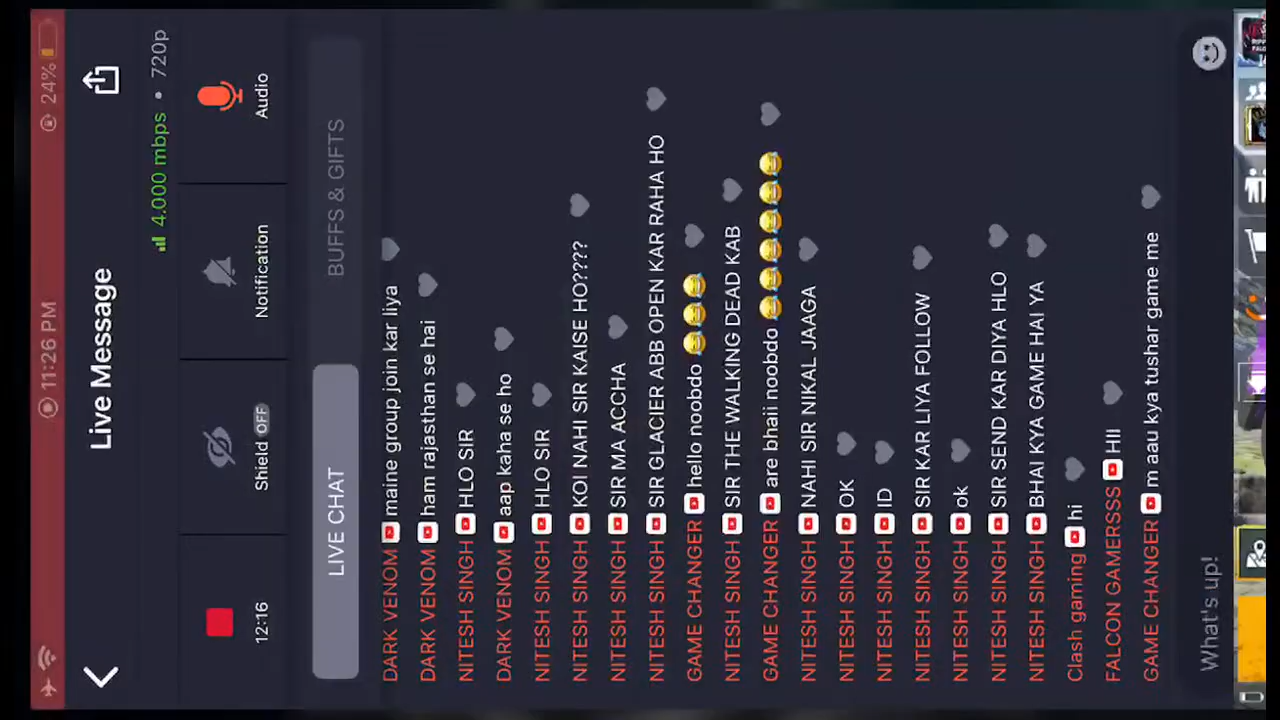 11:26 PM
24%
Live Message
4.000 mbps • 720p
12:16
Shield OFF
Notification
Audio
LIVE CHAT
BUFFS & GIFTS
DARK VENOM maine group join kar liya
DARK VENOM ham rajasthan se hai
NITESH SINGH HLO SIR
DARK VENOM aap kaha se ho
NITESH SINGH HLO SIR
NITESH SINGH KOI NAHI SIR KAISE HO????
NITESH SINGH SIR MA ACCHA
NITESH SINGH SIR GLACIER ABB OPEN KAR RAHA HO
GAME CHANGER hello noobdo 😂😂😂
NITESH SINGH SIR THE WALKING DEAD KAB
GAME CHANGER are bhaii noobdo 😂😂😂😂😂😂
NITESH SINGH NAHI SIR NIKAL JAAGA
NITESH SINGH OK
NITESH SINGH ID
NITESH SINGH SIR KAR LIYA FOLLOW
NITESH SINGH ok
NITESH SINGH SIR SEND KAR DIYA HLO
NITESH SINGH BHAI KYA GAME HAI YA
Clash gaming hi
FALCON GAMERSSS HII
GAME CHANGER m aau kya tushar game me
What's up!